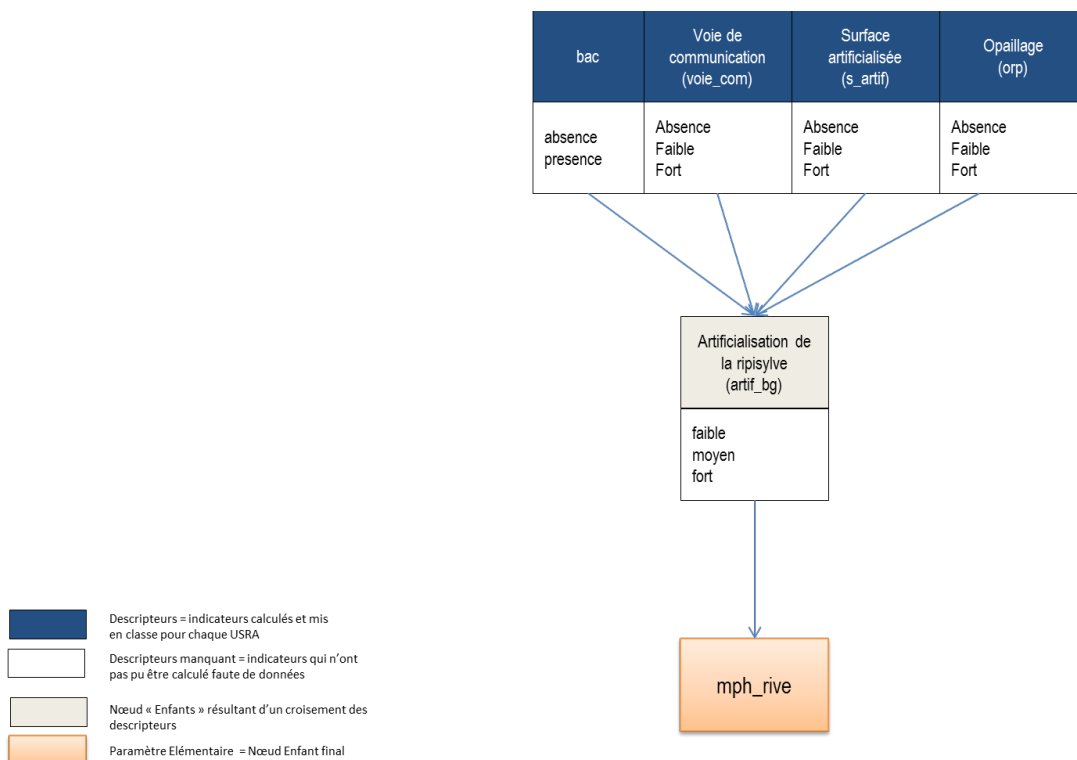 bac
Voie de
communication
(voie_com)
Surface
artificialisée
(s_artif)
Opaillage
(orp)
absence
presence
Absence
Faible
Fort
Absence
Faible
Fort
Absence
Faible
Fort
Artificialisation de
la ripisylve
(artif_bg)
faible
moyen
fort
mph_rive
Descripteurs = indicateurs calculés et mis
en classe pour chaque USRA
Descripteurs manquant = indicateurs qui n'ont
pas pu être calculé faute de données
Nœud « Enfants » résultant d'un croisement des
descripteurs
Paramètre Elémentaire = Nœud Enfant final